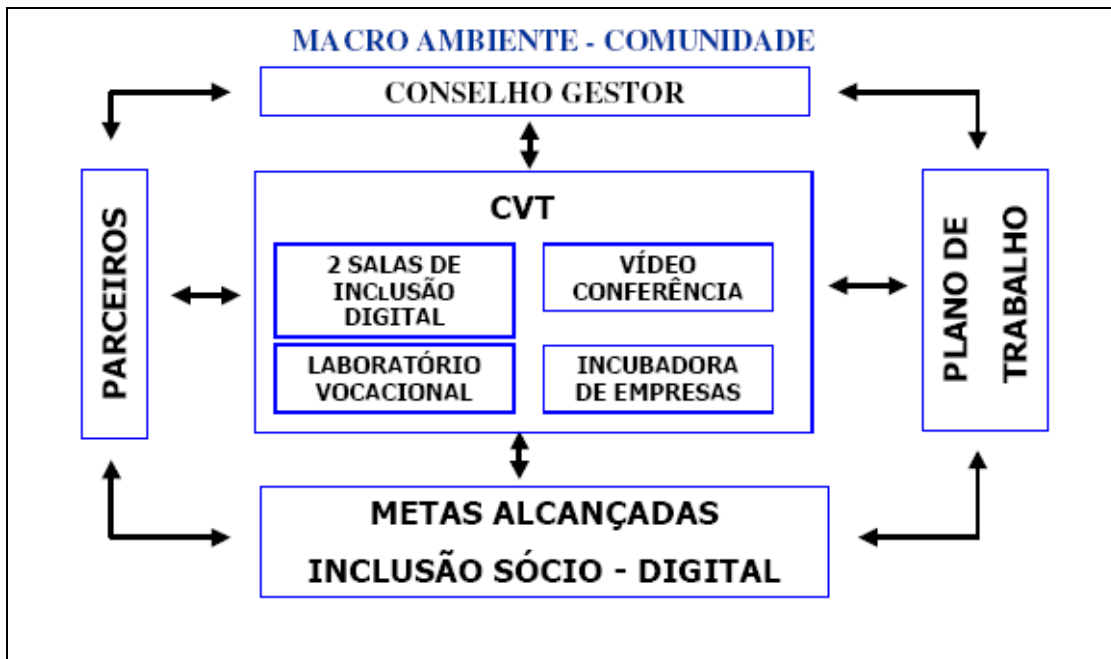 MACRO AMBIENTE - COMUNIDADE
CONSELHO GESTOR
PARCEIROS
CVT
2 SALAS DE
INCLUSÃO
DIGITAL
VÍDEO
CONFERÊNCIA
LABORATÓRIO
VOCACIONAL
INCUBADORA
DE EMPRESAS
PLANO DE
TRABALHO
METAS ALCANÇADAS
INCLUSÃO SÓCIO - DIGITAL